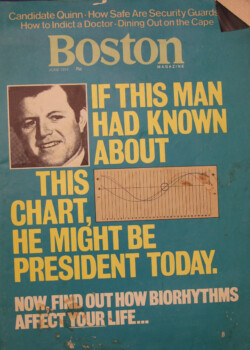 Candidate Quinn · How Safe Are Security Guards
How to Indict a Doctor · Dining Out on the Cape
Boston
MAGAZINE
IF THIS MAN
HAD KNOWN
ABOUT
THIS
CHART,
HE MIGHT BE
PRESIDENT TODAY.
NOW, FIND OUT HOW BIORHYTHMS
AFFECT YOUR LIFE...